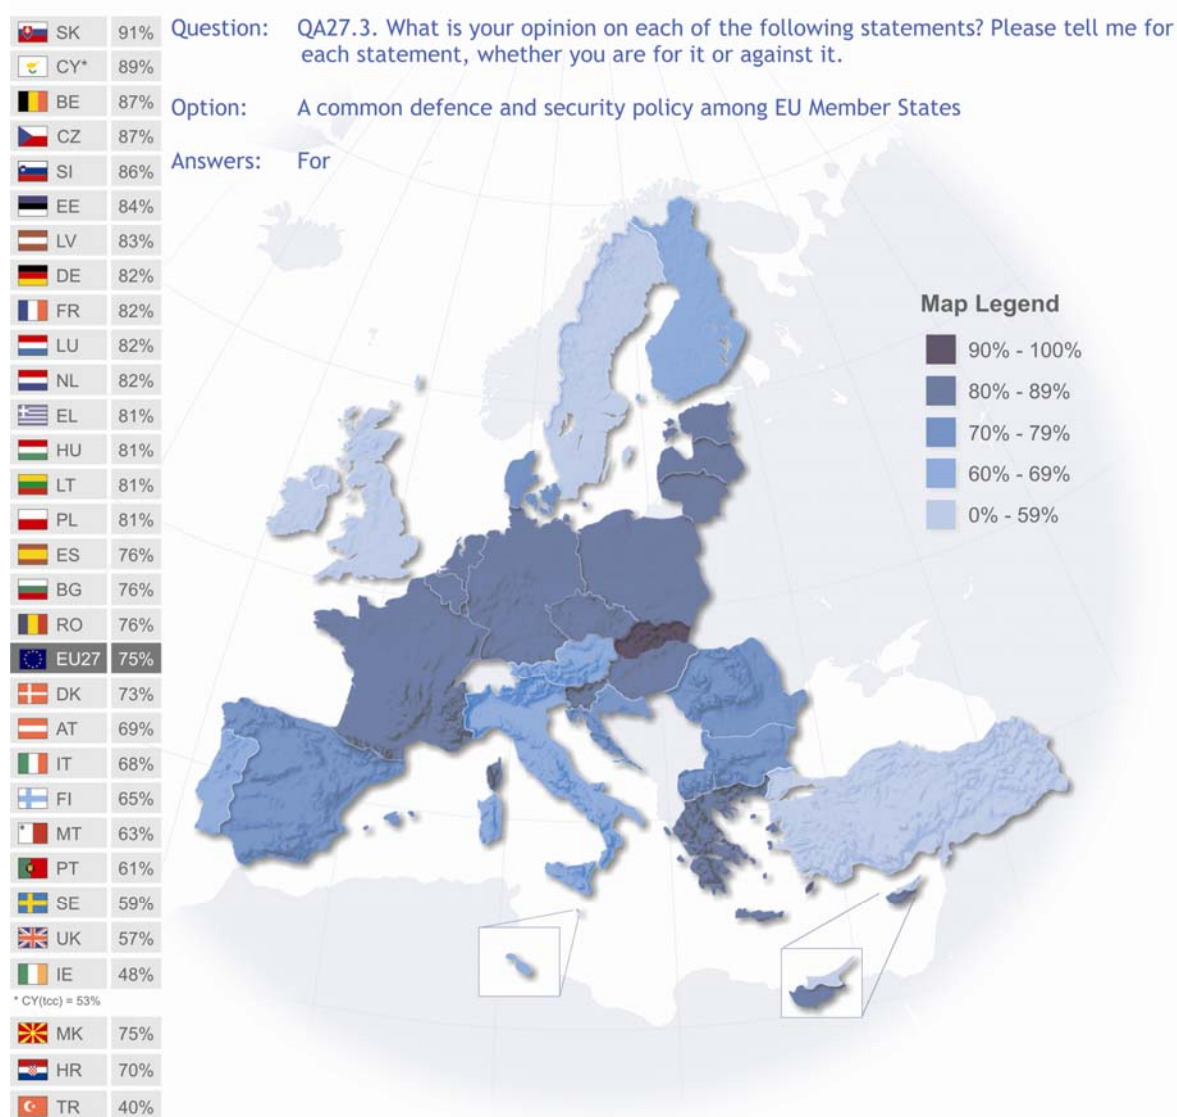 Question: QA27.3. What is your opinion on each of the following statements? Please tell me for
each statement, whether you are for it or against it.
Option: A common defence and security policy among EU Member States
Answers: For
SK 91%
CY* 89%
BE 87%
CZ 87%
SI 86%
EE 84%
LV 83%
DE 82%
FR 82%
LU 82%
NL 82%
EL 81%
HU 81%
LT 81%
PL 81%
ES 76%
BG 76%
RO 76%
EU27 75%
DK 73%
AT 69%
IT 68%
FI 65%
MT 63%
PT 61%
SE 59%
UK 57%
IE 48%
* CY(tcc) = 53%
MK 75%
HR 70%
TR 40%
Map Legend
90% - 100%
80% - 89%
70% - 79%
60% - 69%
0% - 59%